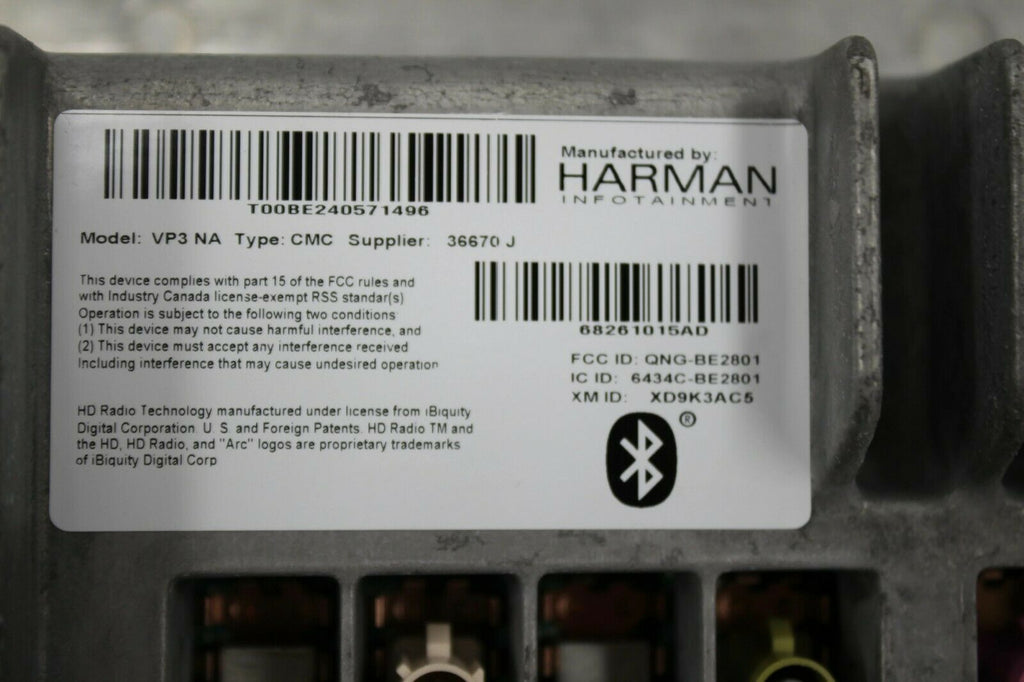 T00BE240571496
Manufactured by:
HARMAN
INFOTAINMENT
Model: VP3 NA Type: CMC Supplier: 36670 J
This device complies with part 15 of the FCC rules and
with Industry Canada license-exempt RSS standar(s)
Operation is subject to the following two conditions
(1) This device may not cause harmful interference, and
(2) This device must accept any interference received
Including interference that may cause undesired operation
68261015AD
FCC ID: QNG-BE2801
IC ID: 6434C-BE2801
XM ID: XD9K3AC5
®
HD Radio Technology manufactured under license from iBiquity
Digital Corporation. U. S. and Foreign Patents. HD Radio TM and
the HD, HD Radio, and "Arc" logos are proprietary trademarks
of iBiquity Digital Corp